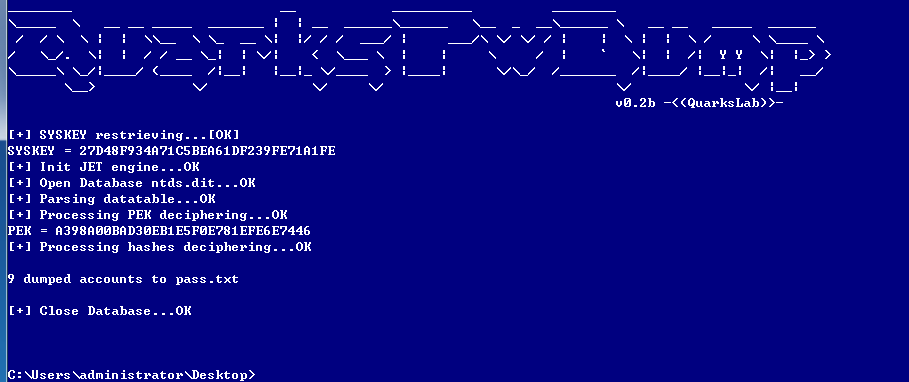 Quarks PwDump
v0.2b -<(QuarksLab)>-
[+] SYSKEY restrieving...[OK]
SYSKEY = 27D48F934A71C5BEA61DF239FE71A1FE
[+] Init JET engine...OK
[+] Open Database ntds.dit...OK
[+] Parsing datatable...OK
[+] Processing PEK deciphering...OK
PEK = A398A00BAD30EB1E5F0E781EFE6E7446
[+] Processing hashes deciphering...OK
9 dumped accounts to pass.txt
[+] Close Database...OK
C:\Users\administrator\Desktop>